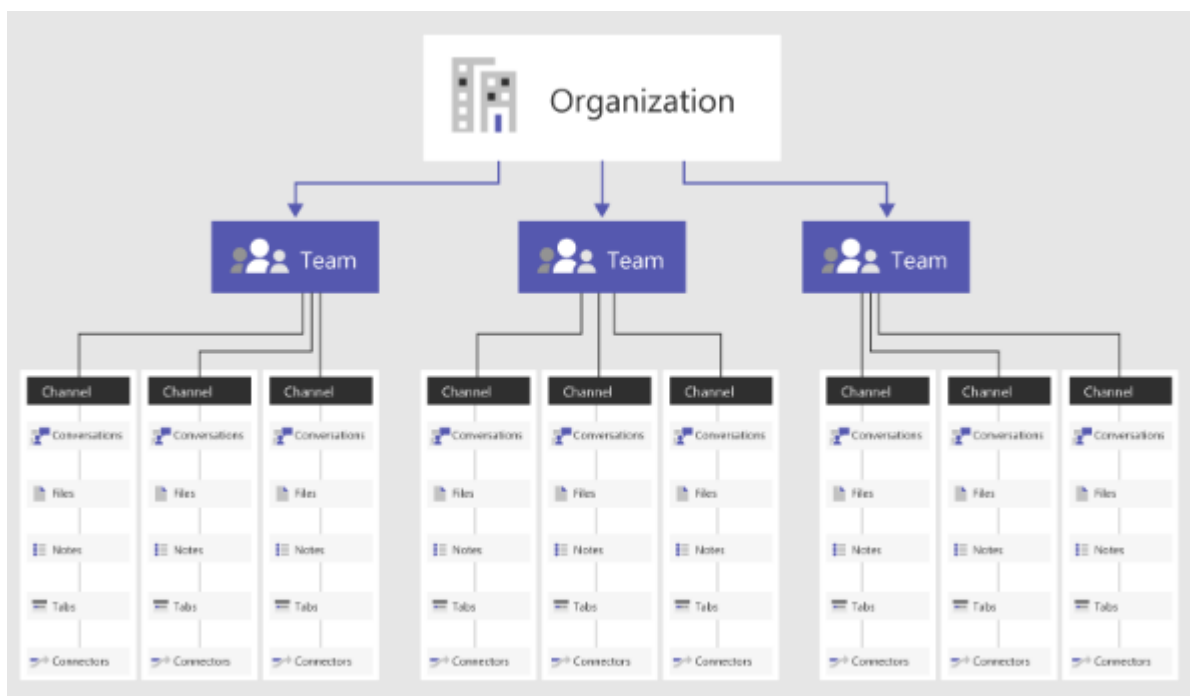 Organization
Team Team Team
Channel Channel Channel Channel Channel Channel Channel Channel Channel
Conversations Conversations Conversations Conversations Conversations Conversations Conversations Conversations Conversations
Files Files Files Files Files Files Files Files Files
Notes Notes Notes Notes Notes Notes Notes Notes Notes
Tabs Tabs Tabs Tabs Tabs Tabs Tabs Tabs Tabs
Connectors Connectors Connectors Connectors Connectors Connectors Connectors Connectors Connectors